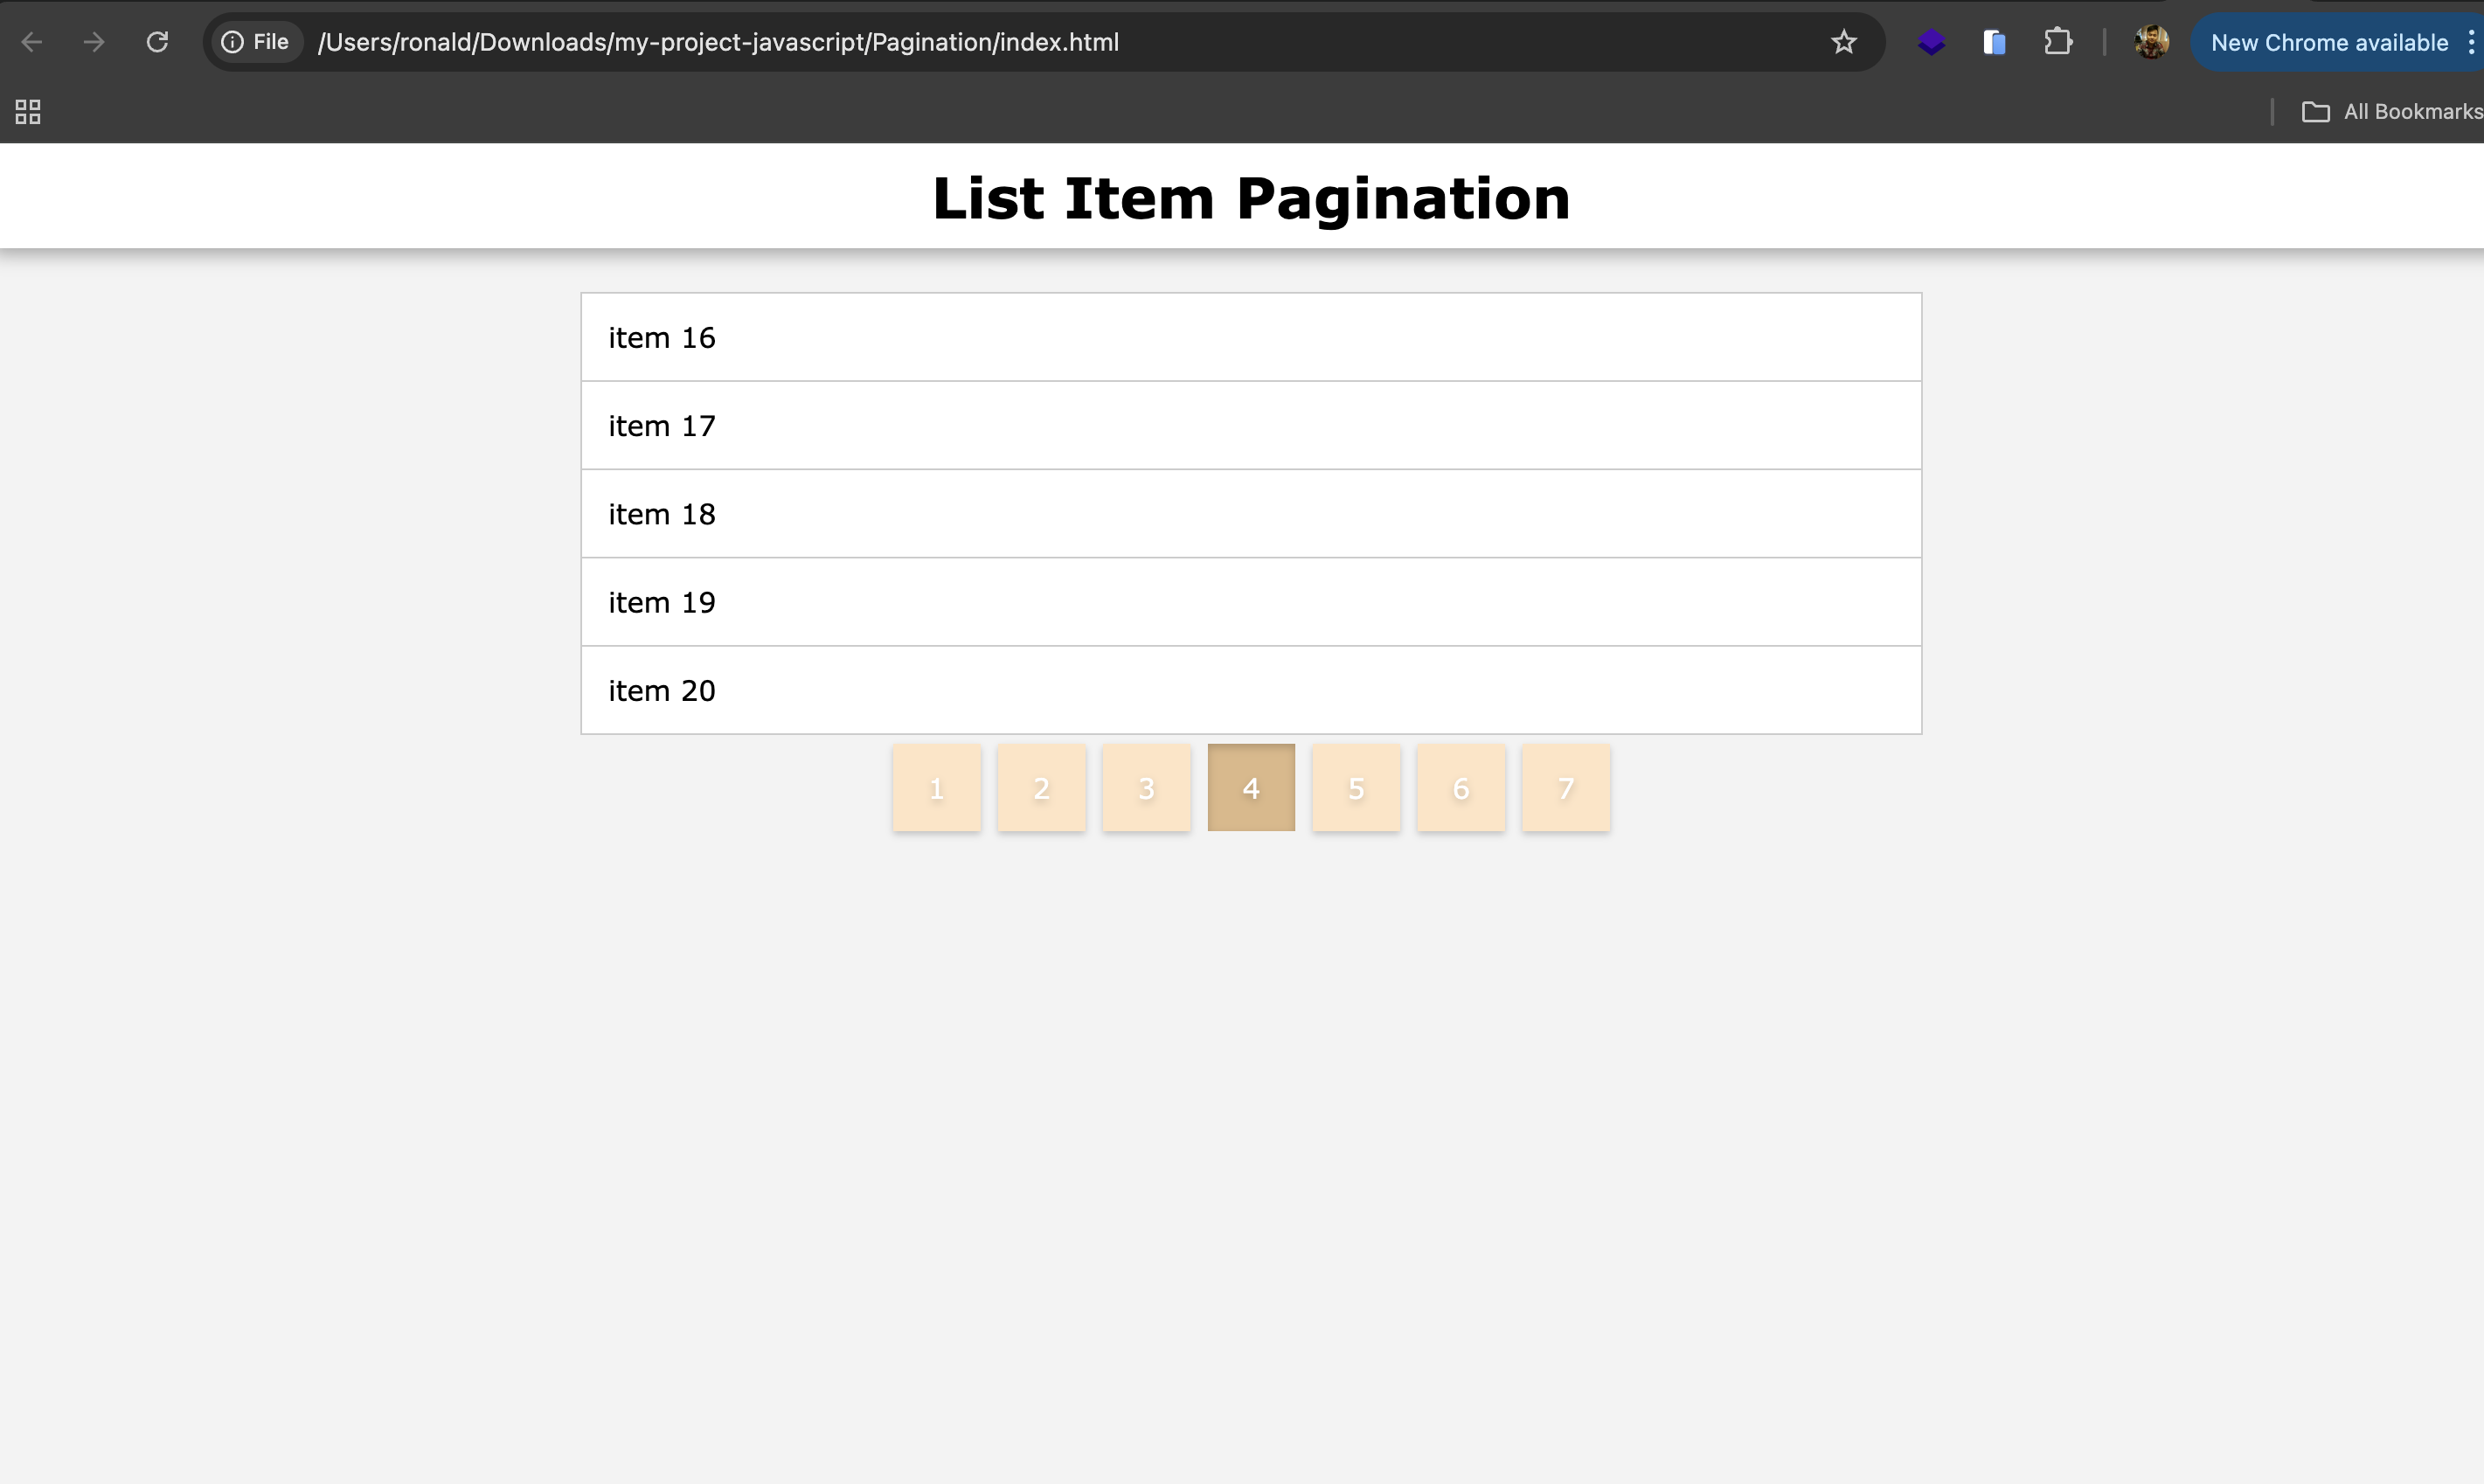 File /Users/ronald/Downloads/my-project-javascript/Pagination/index.html New Chrome available
All Bookmarks
List Item Pagination
item 16
item 17
item 18
item 19
item 20
1 2 3 4 5 6 7